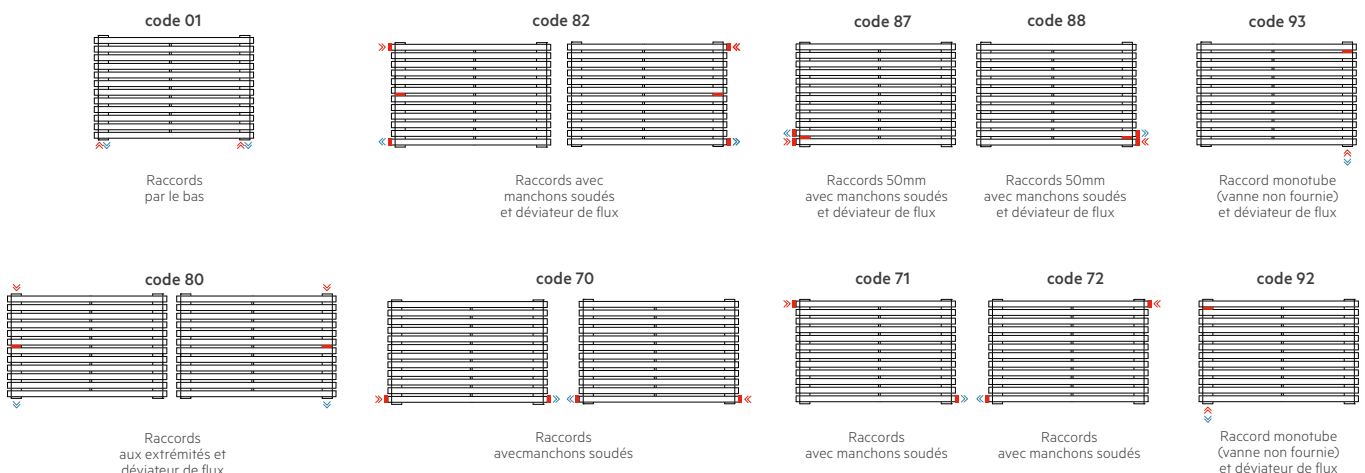 code 01
Raccords
par le bas
code 82
Raccords avec
manchons soudés
et déviateur de flux
code 87
Raccords 50mm
avec manchons soudés
et déviateur de flux
code 88
Raccords 50mm
avec manchons soudés
et déviateur de flux
code 93
Raccord monotube
(vanne non fournie)
et déviateur de flux
code 80
Raccords
aux extrémités et
déviateur de flux
code 70
Raccords
avecmanchons soudés
code 71
Raccords
avec manchons soudés
code 72
Raccords
avec manchons soudés
code 92
Raccord monotube
(vanne non fournie)
et déviateur de flux